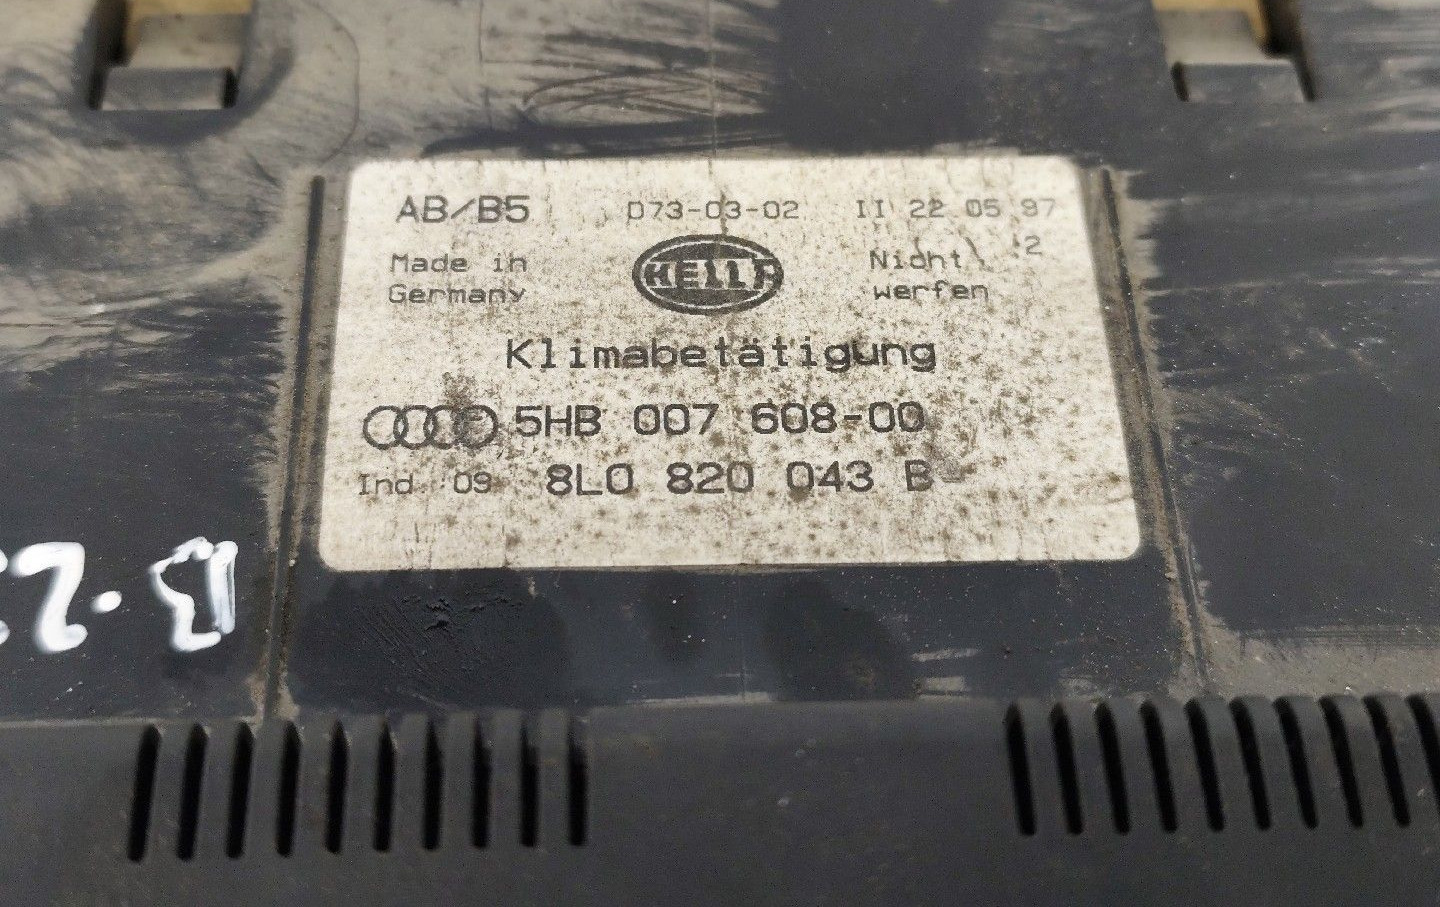 AB/B5 D73-03-02 II 22 05 97
Made in Nicht 2
Germany HELLA werfen
Klimabetätigung
5HB 007 608-00
Ind. 09 8L0 820 043 B